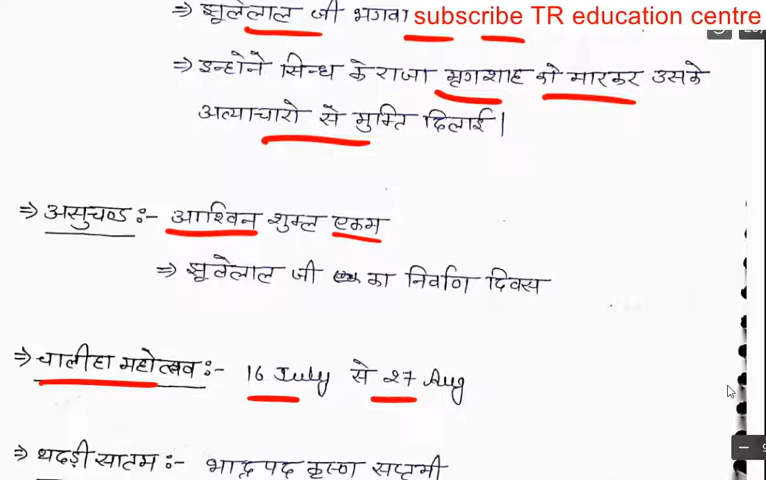 ⇒ झूलेलाल जी भगवा subscribe TR education centre
⇒ इन्होने सिन्ध के राजा मृगशाह को मारकर उसके
अत्याचारो से मुक्ति दिलाई।
⇒ असुचण्ड :- आश्विन शुक्ल एकम
⇒ झूलेलाल जी का निर्वाण दिवस
⇒ चालीहा महोत्सव :- 16 July से 27 Aug
⇒ थदड़ी सातम :- भाद्रपद कृष्ण सप्तमी